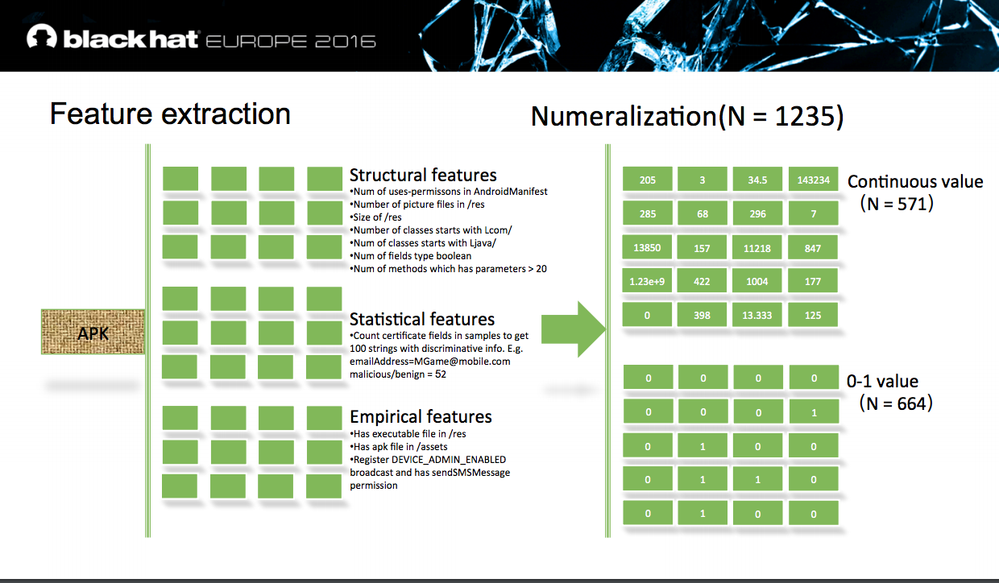 black hat EUROPE 2016
Feature extraction
Numeralization(N = 1235)
APK
Structural features
•Num of uses-permissons in AndroidManifest
•Number of picture files in /res
•Size of /res
•Number of classes starts with Lcom/
•Num of classes starts with Ljava/
•Num of fields type boolean
•Num of methods which has parameters > 20
Statistical features
•Count certificate fields in samples to get
100 strings with discriminative info. E.g.
emailAddress=MGame@mobile.com
malicious/benign = 52
Empirical features
•Has executable file in /res
•Has apk file in /assets
•Register DEVICE_ADMIN_ENABLED
broadcast and has sendSMSMessage
permission
205 3 34.5 143234
285 68 296 7
13850 157 11218 847
1.23e+9 422 1004 177
0 398 13.333 125
Continuous value
（N = 571）
0 0 0 0
0 0 0 1
0 1 0 0
0 1 1 0
0 1 0 0
0-1 value
（N = 664）